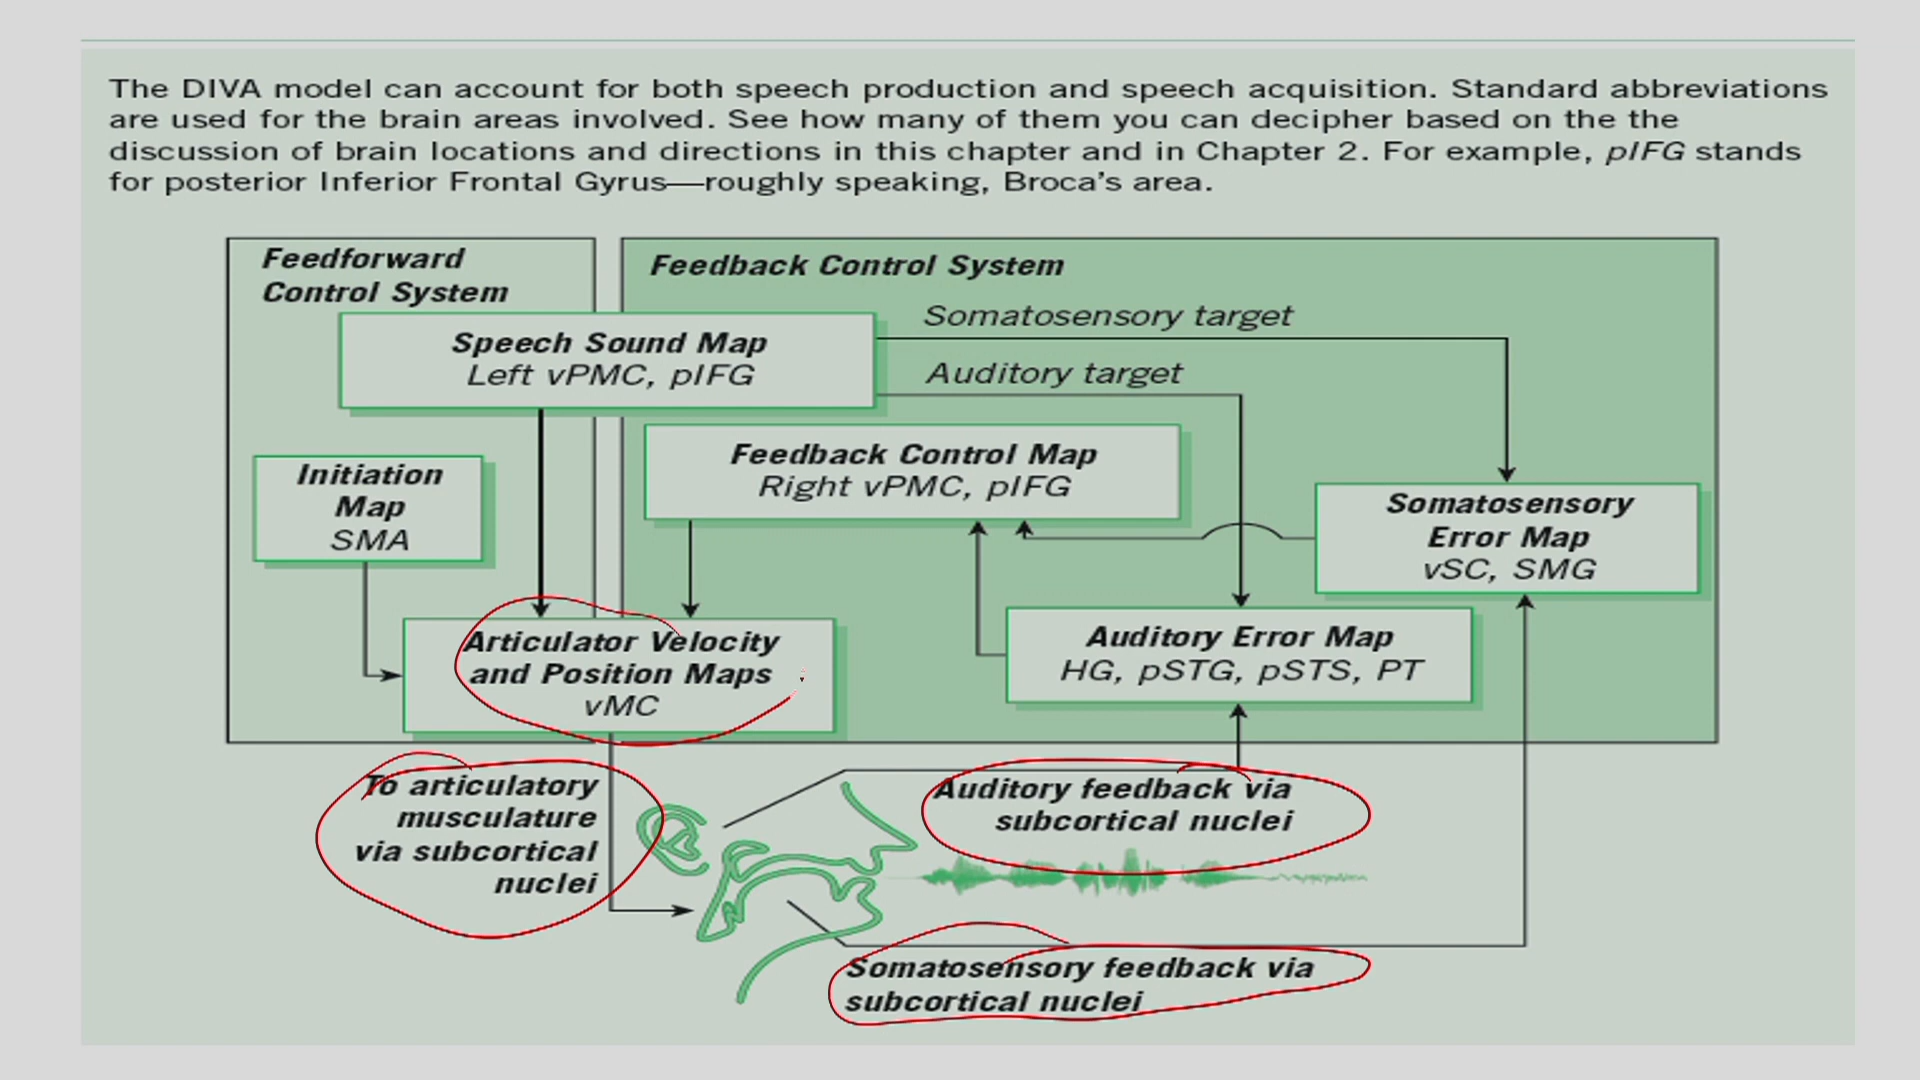 The DIVA model can account for both speech production and speech acquisition. Standard abbreviations
are used for the brain areas involved. See how many of them you can decipher based on the the
discussion of brain locations and directions in this chapter and in Chapter 2. For example, pIFG stands
for posterior Inferior Frontal Gyrus—roughly speaking, Broca's area.
Feedforward
Control System
Feedback Control System
Speech Sound Map
Left vPMC, pIFG
Somatosensory target
Auditory target
Feedback Control Map
Right vPMC, pIFG
Initiation
Map
SMA
Somatosensory
Error Map
vSC, SMG
Articulator Velocity
and Position Maps
vMC
Auditory Error Map
HG, pSTG, pSTS, PT
To articulatory
musculature
via subcortical
nuclei
Auditory feedback via
subcortical nuclei
Somatosensory feedback via
subcortical nuclei